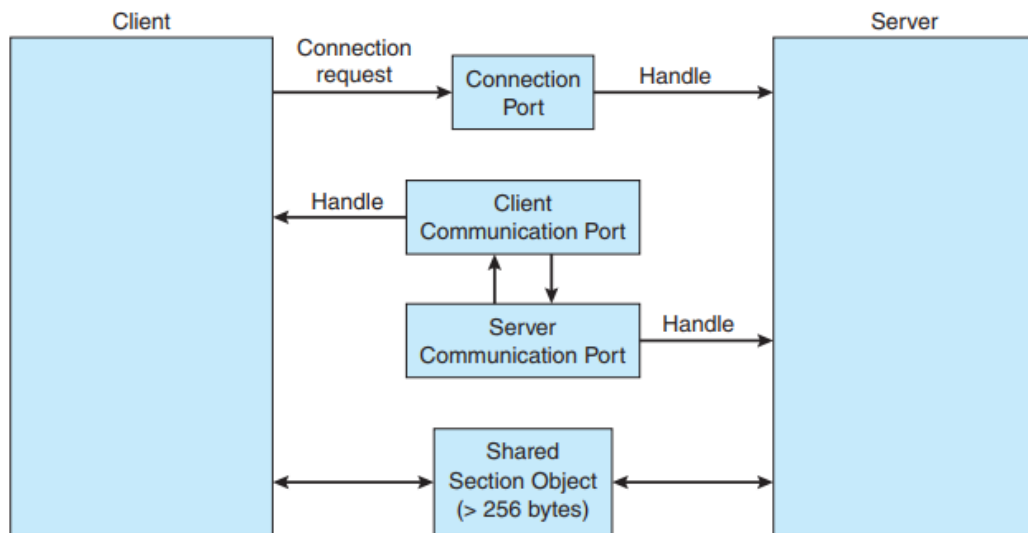 Client
Server
Connection
request
Connection
Port
Handle
Handle
Client
Communication Port
Server
Communication Port
Handle
Shared
Section Object
(> 256 bytes)